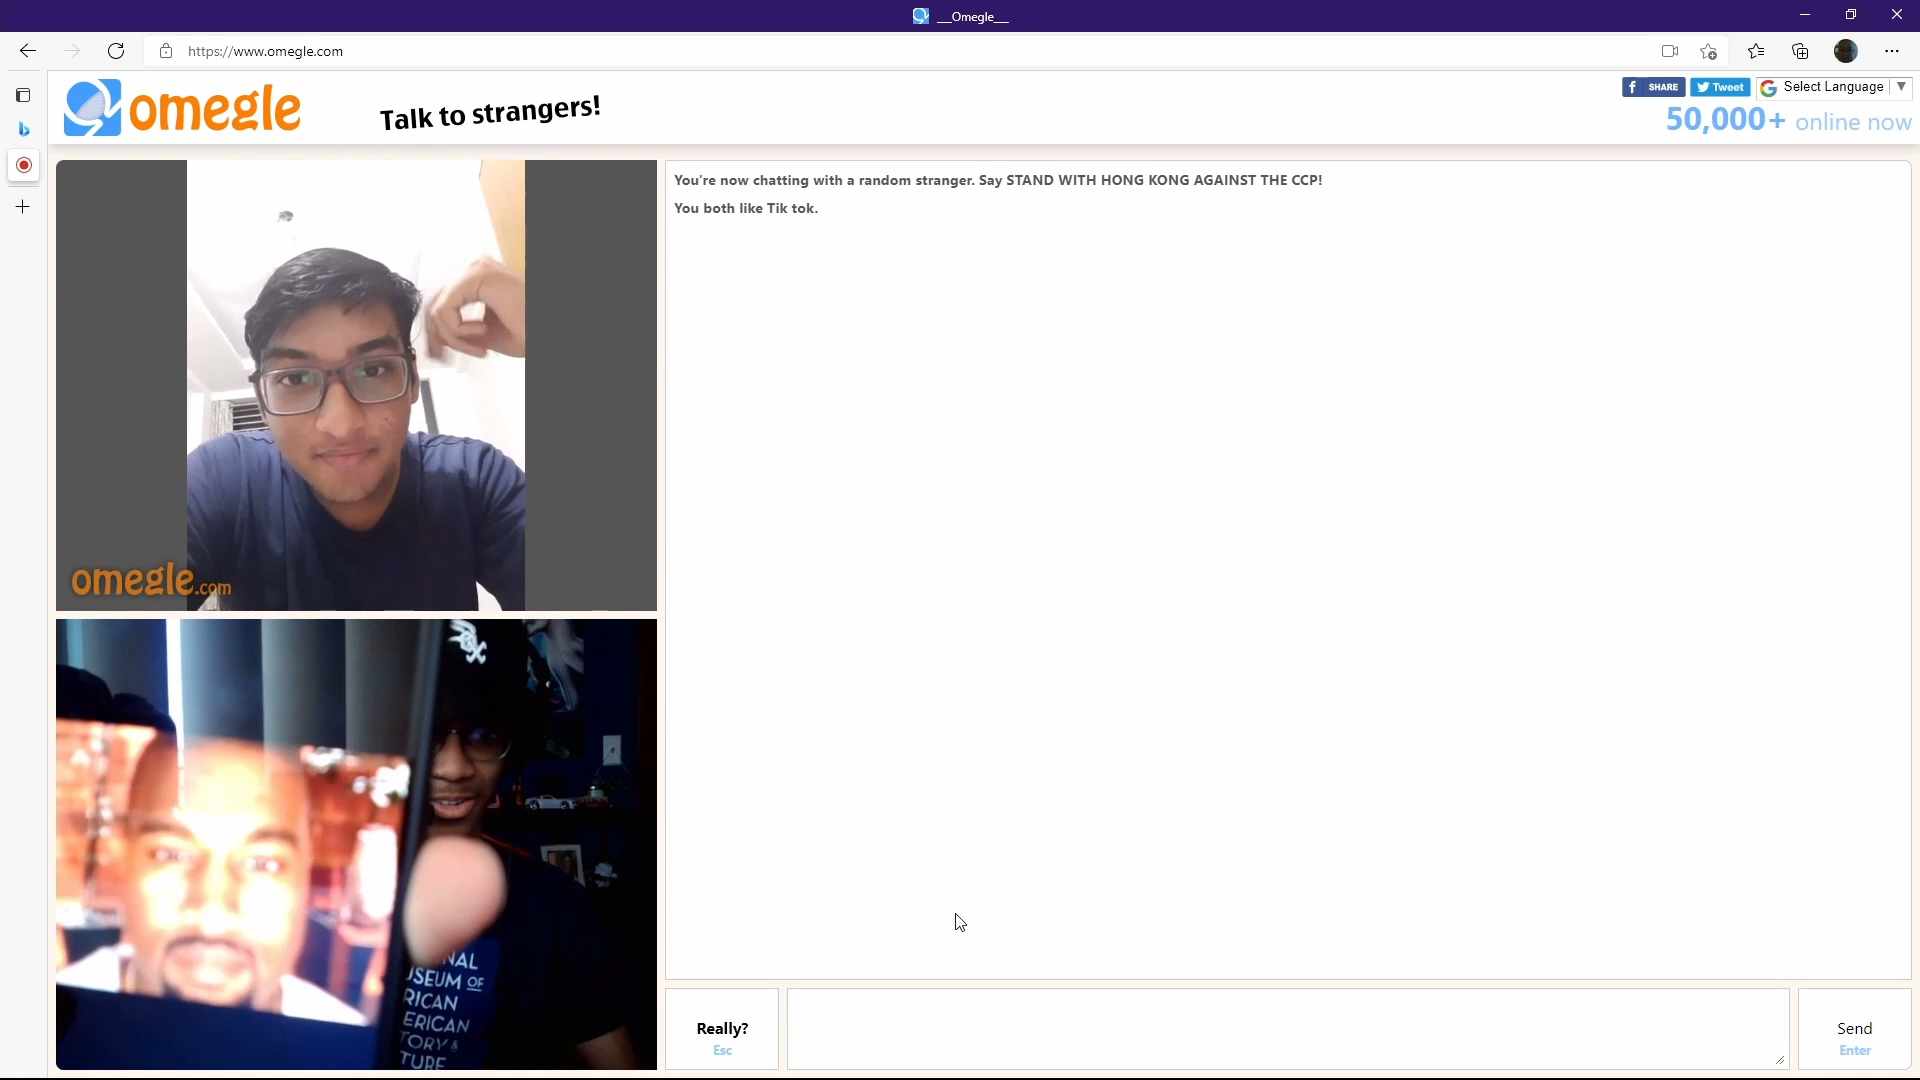 __Omegle__
https://www.omegle.com
omegle
Talk to strangers!
SHARE
Tweet
Select Language
50,000+ online now
You're now chatting with a random stranger. Say STAND WITH HONG KONG AGAINST THE CCP!
You both like Tik tok.
omegle.com
NAL
USEUM OF
RICAN
ERICAN
TORY &
TURE
Really?
Esc
Send
Enter